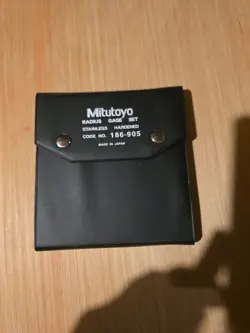 Mitutoyo
RADIUS GAGE SET
STAINLESS HARDENED
CODE NO. 186-905
MADE IN JAPAN